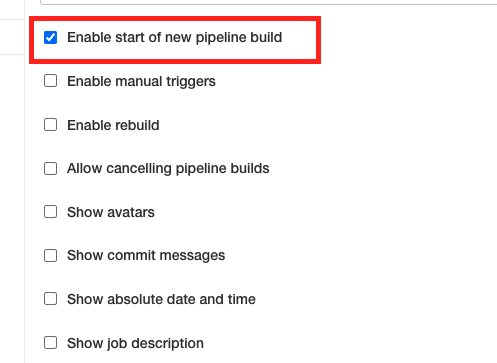 Enable start of new pipeline build
Enable manual triggers
Enable rebuild
Allow cancelling pipeline builds
Show avatars
Show commit messages
Show absolute date and time
Show job description